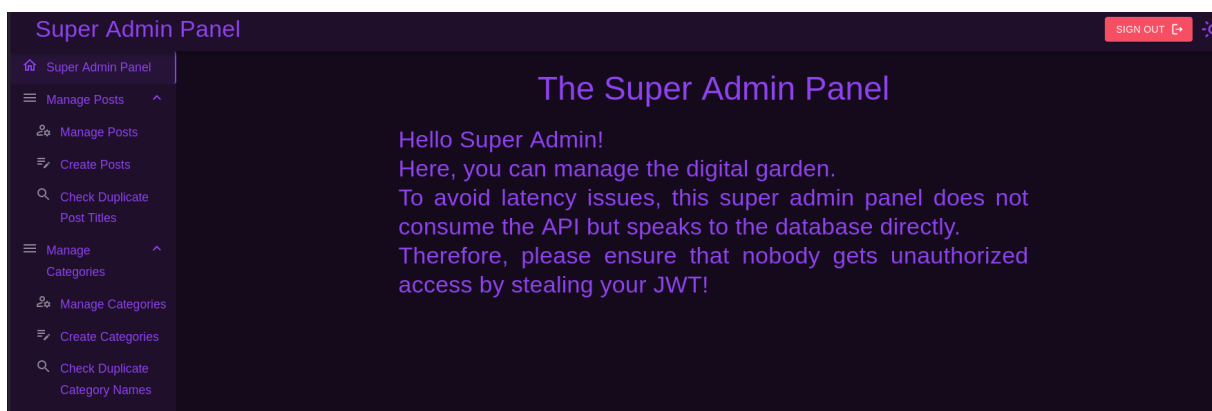 Super Admin Panel
SIGN OUT
Super Admin Panel
Manage Posts
Manage Posts
Create Posts
Check Duplicate
Post Titles
Manage
Categories
Manage Categories
Create Categories
Check Duplicate
Category Names
The Super Admin Panel
Hello Super Admin!
Here, you can manage the digital garden.
To avoid latency issues, this super admin panel does not
consume the API but speaks to the database directly.
Therefore, please ensure that nobody gets unauthorized
access by stealing your JWT!